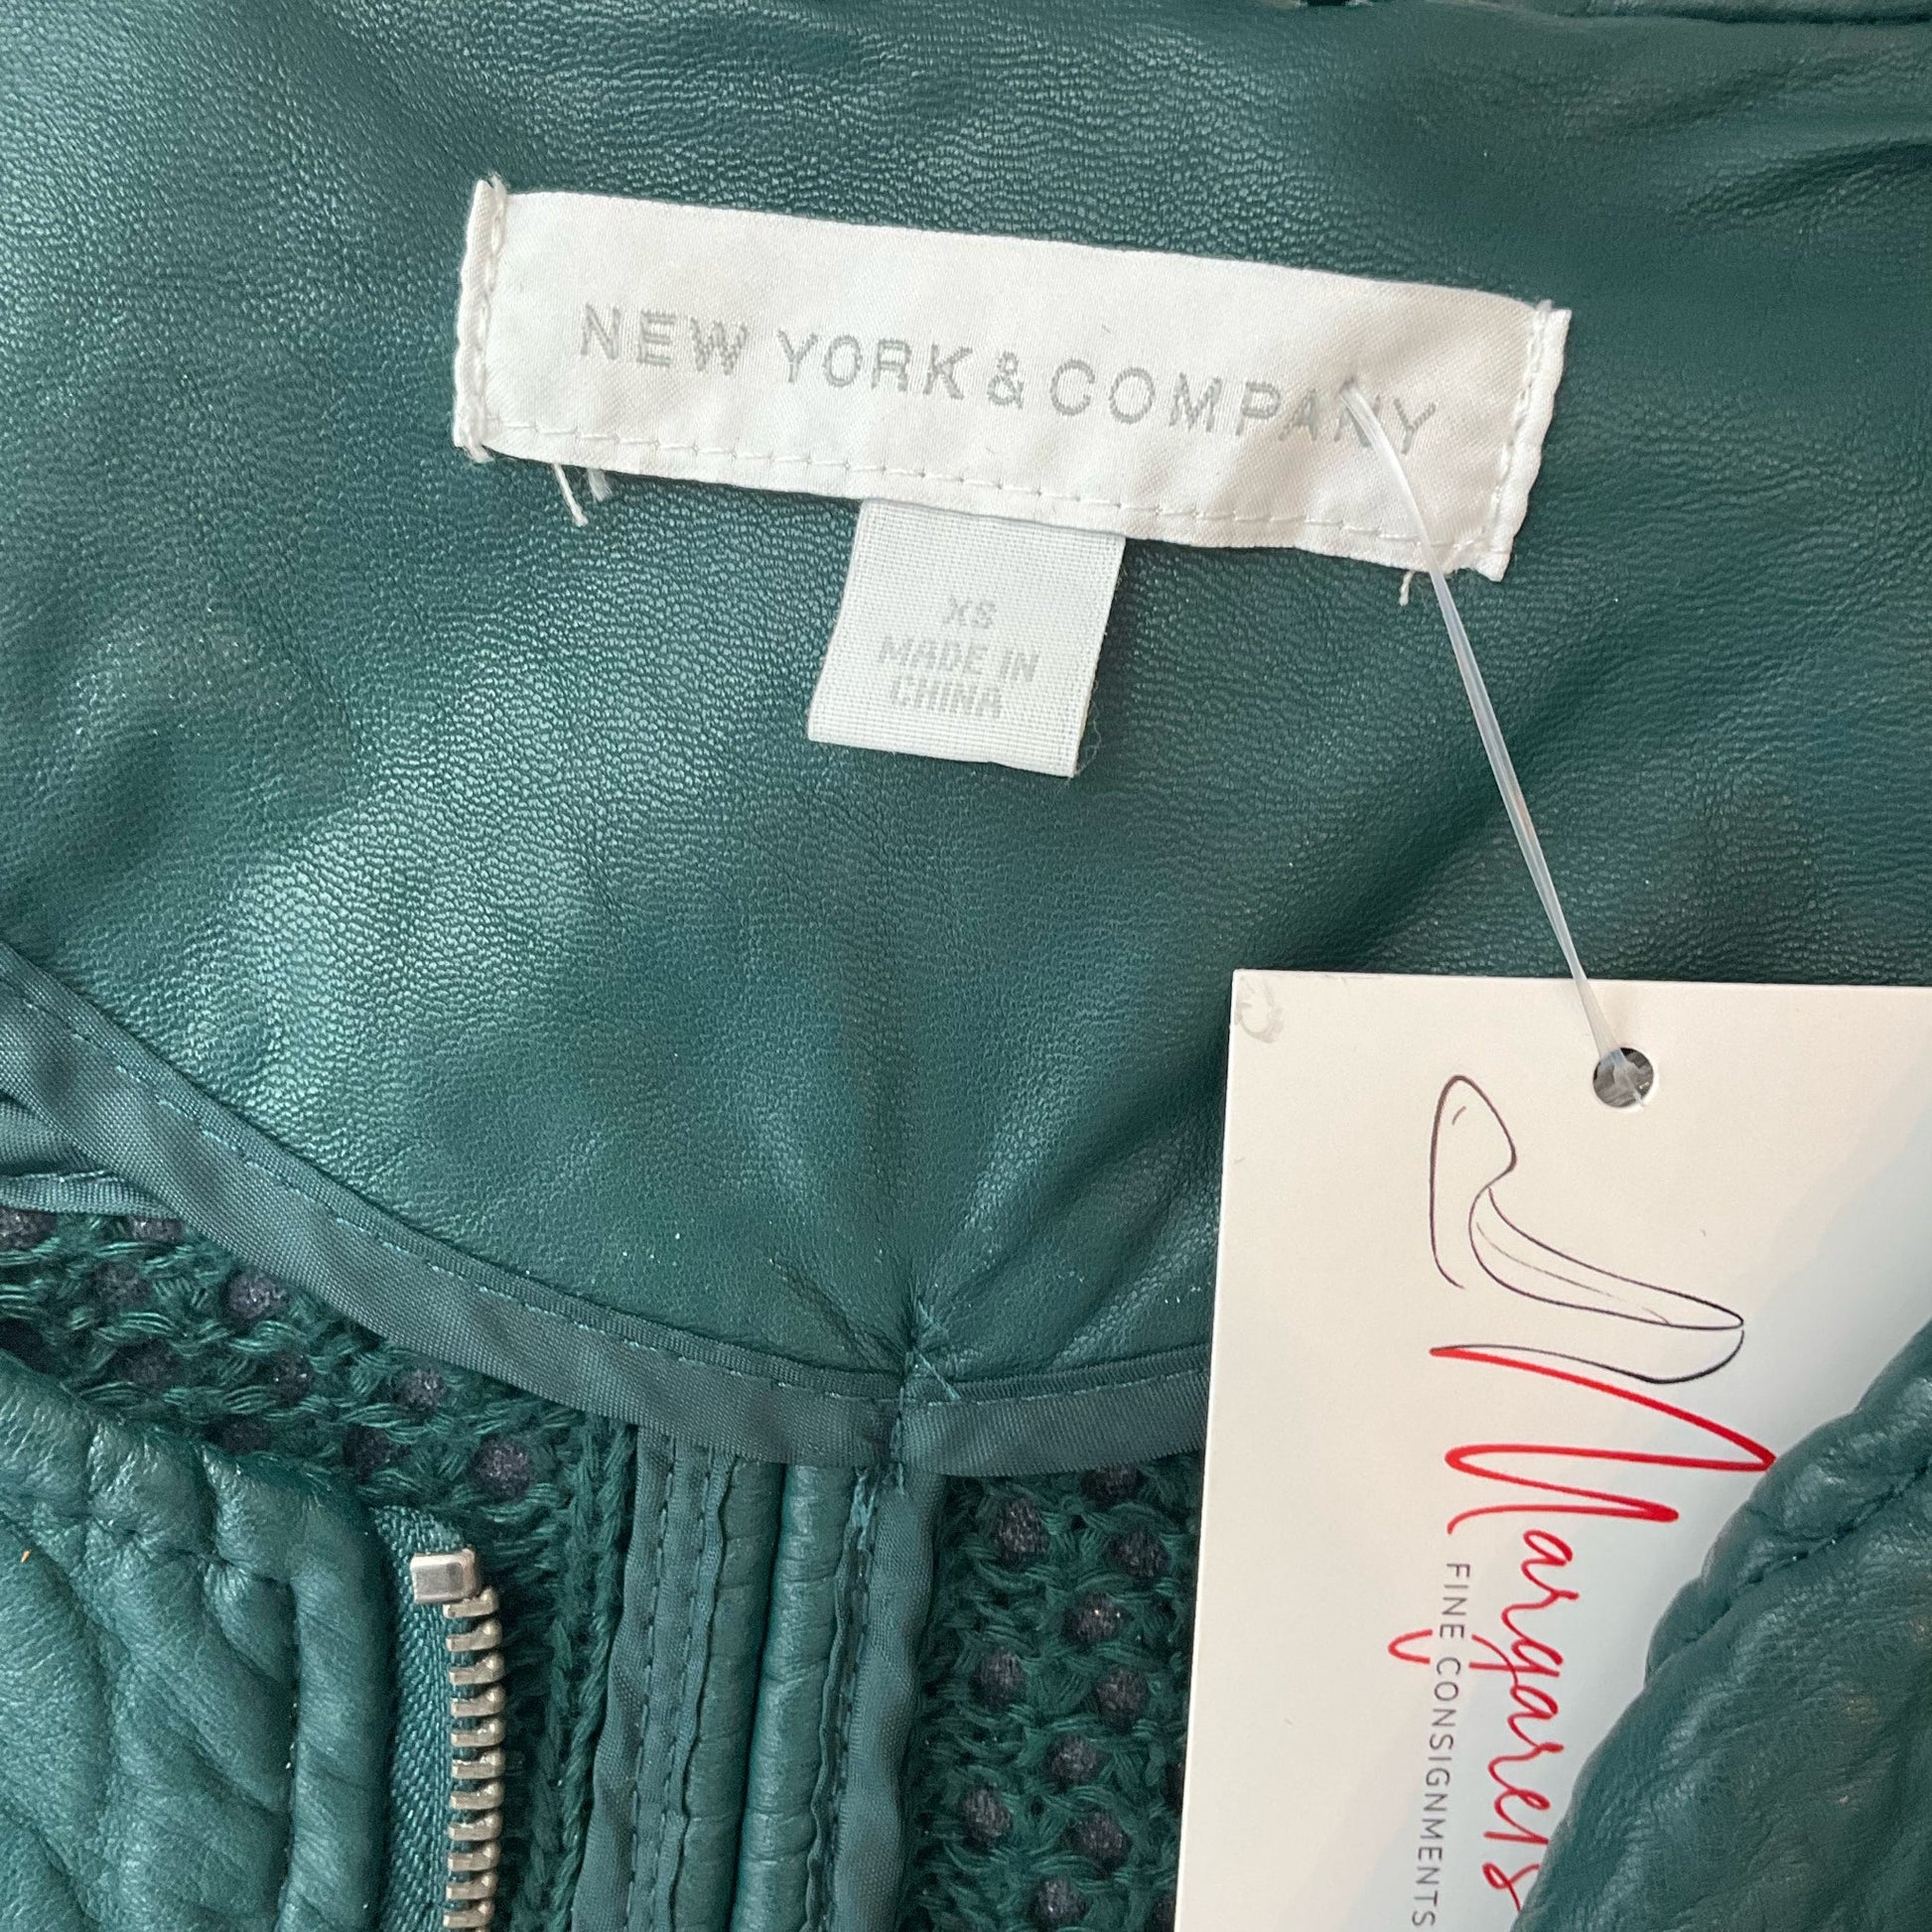 NEW YORK & COMPANY
XS
MADE IN
CHINA
Margaret's
FINE CONSIGNMENTS